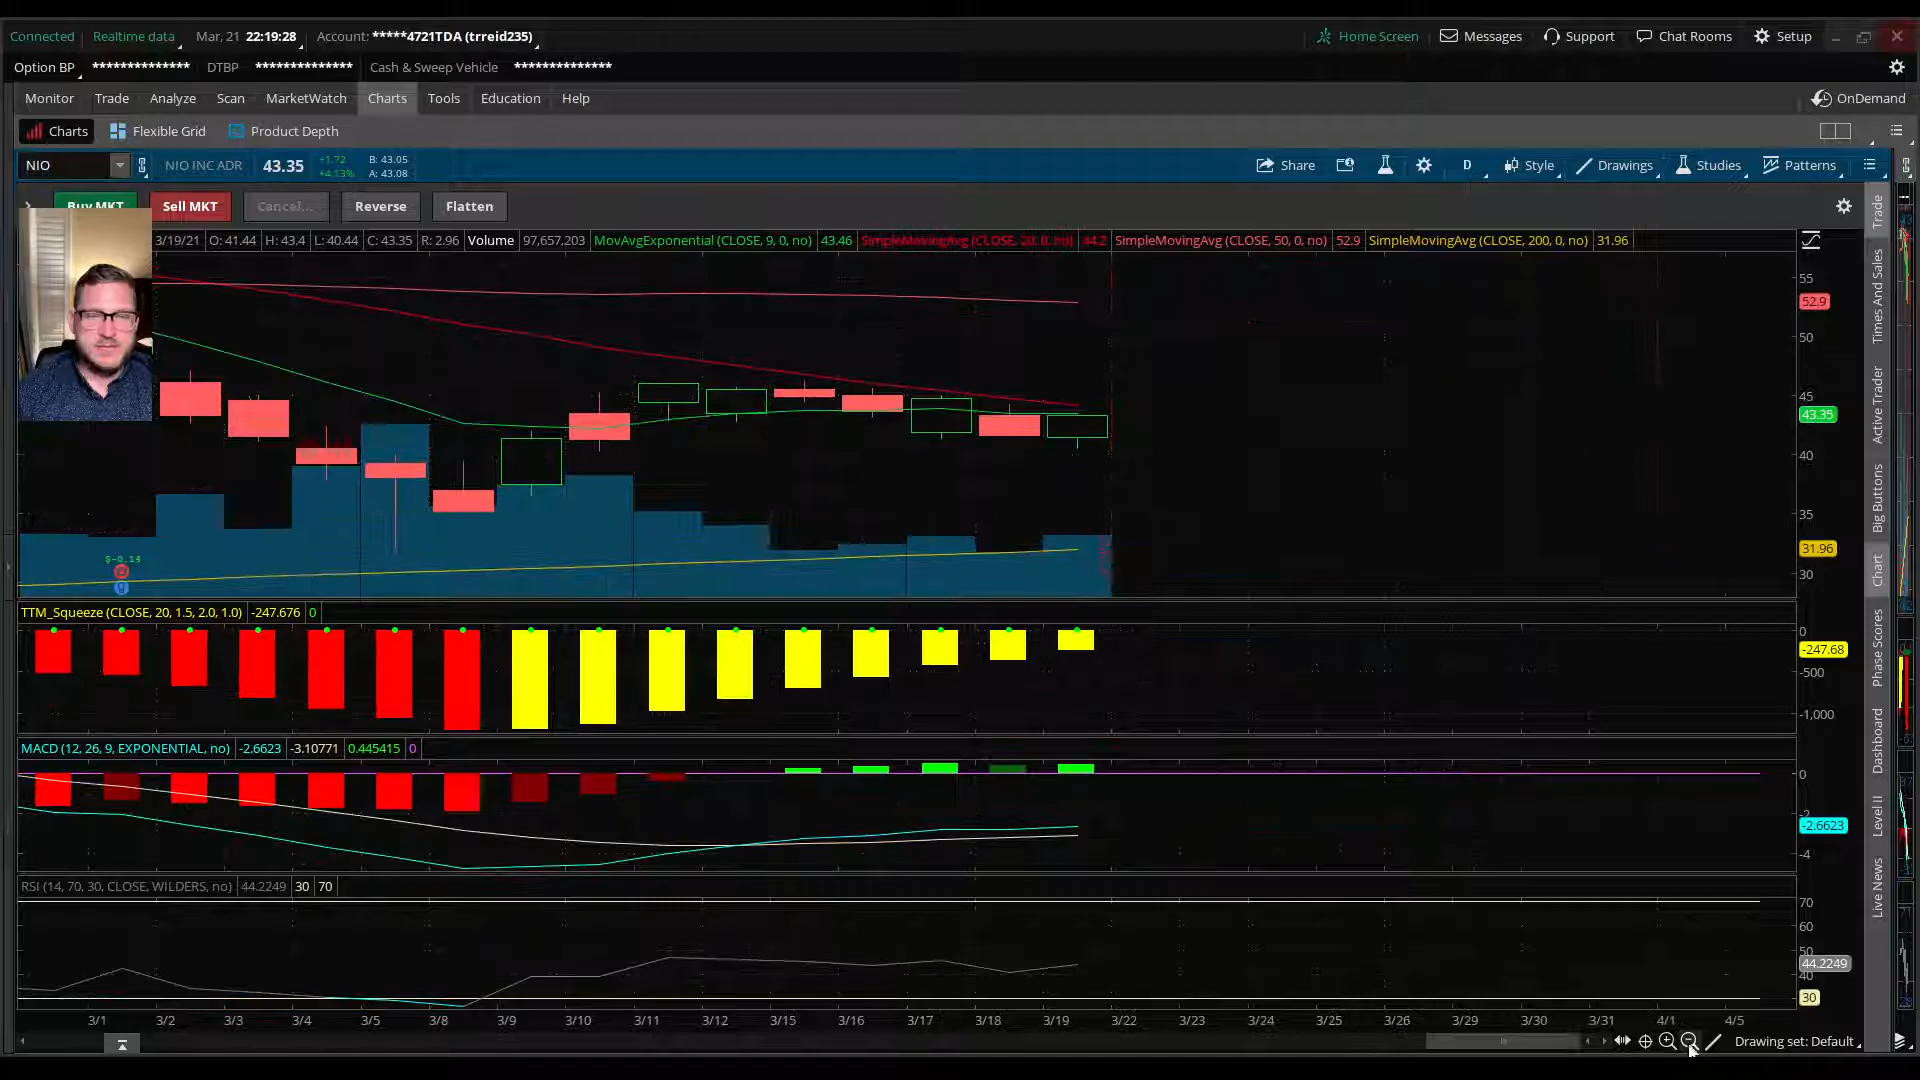 Connected Realtime data Mar, 21 22:19:28 Account: *****4721TDA (trreid235) Home Screen Messages Support Chat Rooms Setup
Option BP ************** DTBP ************** Cash & Sweep Vehicle **************
Monitor Trade Analyze Scan MarketWatch Charts Tools Education Help OnDemand
Charts Flexible Grid Product Depth
NIO NIO INC ADR 43.35 +1.72 +4.13% B: 43.05 A: 43.08 Share D Style Drawings Studies Patterns
Buy MKT Sell MKT Cancel... Reverse Flatten
3/19/21 O: 41.44 H: 43.4 L: 40.44 C: 43.35 R: 2.96 Volume 97,657,203 MovAvgExponential (CLOSE, 9, 0, no) 43.46 SimpleMovingAvg (CLOSE, 20, 0, no) 44.2 SimpleMovingAvg (CLOSE, 50, 0, no) 52.9 SimpleMovingAvg (CLOSE, 200, 0, no) 31.96
55
52.9
50
45
43.35
40
35
31.96
30
$-0.14
TTM_Squeeze (CLOSE, 20, 1.5, 2.0, 1.0) -247.676 0
0
-247.68
-500
-1,000
MACD (12, 26, 9, EXPONENTIAL, no) -2.6623 -3.10771 0.445415 0
0
-2
-2.6623
-4
RSI (14, 70, 30, CLOSE, WILDERS, no) 44.2249 30 70
70
60
50
44.2249
40
30
3/1 3/2 3/3 3/4 3/5 3/8 3/9 3/10 3/11 3/12 3/15 3/16 3/17 3/18 3/19 3/22 3/23 3/24 3/25 3/26 3/29 3/30 3/31 4/1 4/5
Drawing set: Default
Trade
Times And Sales
Active Trader
Big Buttons
Chart
Phase Scores
Dashboard
Level II
Live News